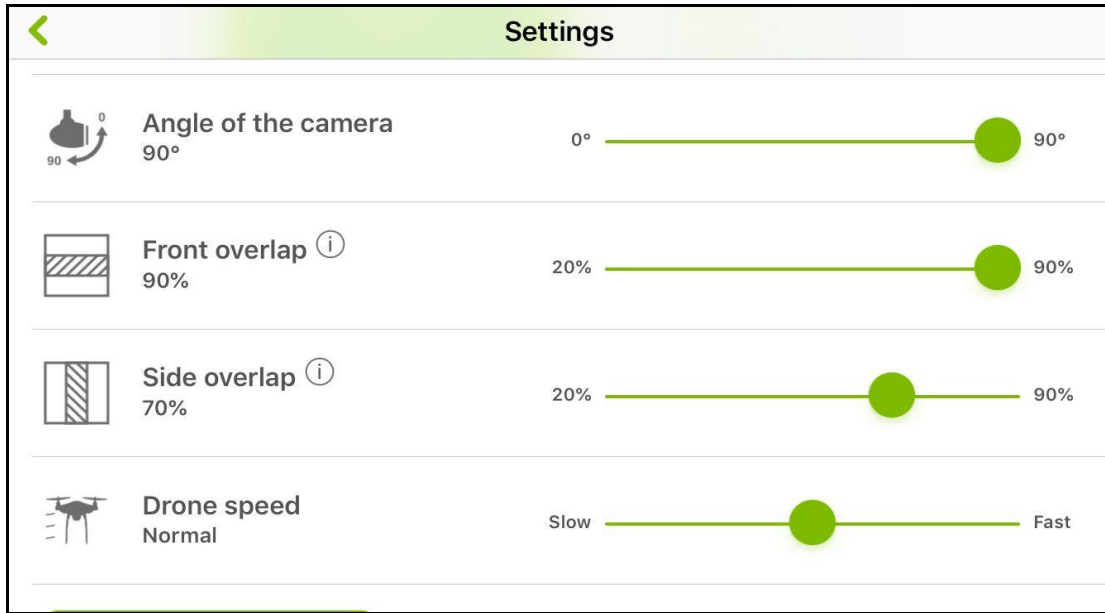 Settings
0
90
Angle of the camera
90°
0°
90°
Front overlap i
90%
20%
90%
Side overlap i
70%
20%
90%
Drone speed
Normal
Slow
Fast